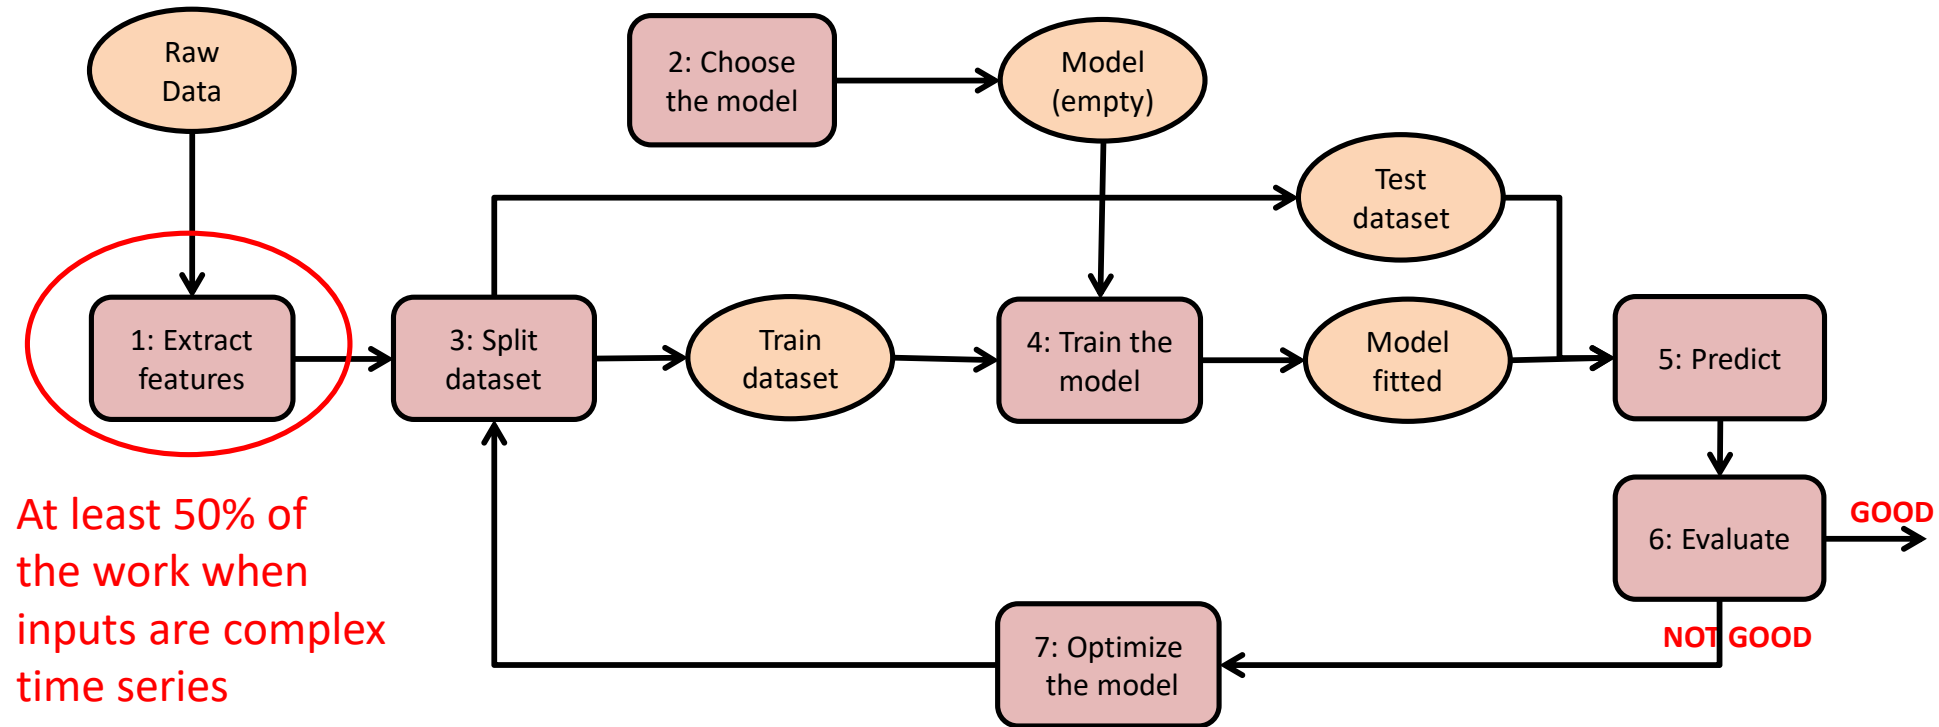 Raw
Data
2: Choose
the model
Model
(empty)
Test
dataset
1: Extract
features
3: Split
dataset
Train
dataset
4: Train the
model
Model
fitted
5: Predict
6: Evaluate
GOOD
NOT GOOD
7: Optimize
the model
At least 50% of
the work when
inputs are complex
time series